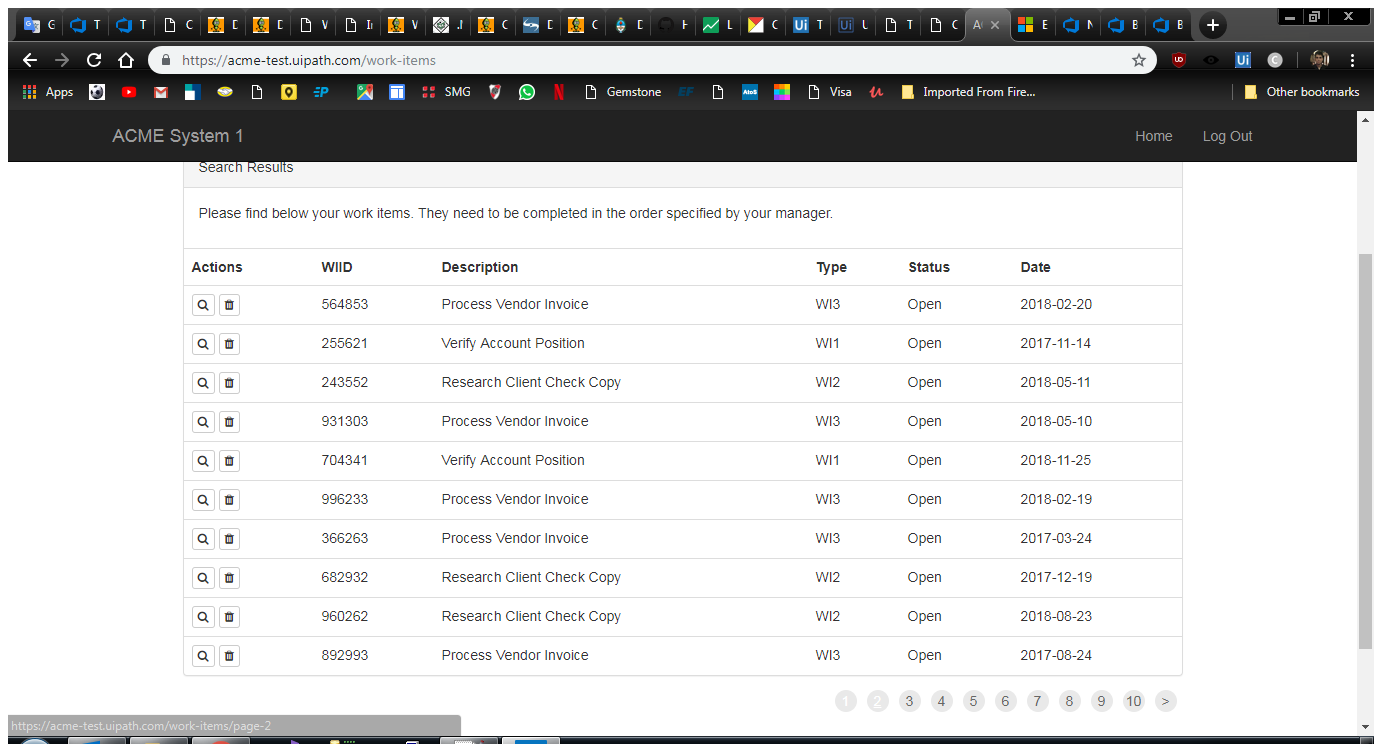 G T T C D D V I V .I C D C D F L C T U T C A E N B B
https://acme-test.uipath.com/work-items
Apps SMG Gemstone EF AtoS Visa Imported From Fire... Other bookmarks
ACME System 1 Home Log Out
Search Results
Please find below your work items. They need to be completed in the order specified by your manager.
Actions WIID Description Type Status Date
564853 Process Vendor Invoice WI3 Open 2018-02-20
255621 Verify Account Position WI1 Open 2017-11-14
243552 Research Client Check Copy WI2 Open 2018-05-11
931303 Process Vendor Invoice WI3 Open 2018-05-10
704341 Verify Account Position WI1 Open 2018-11-25
996233 Process Vendor Invoice WI3 Open 2018-02-19
366263 Process Vendor Invoice WI3 Open 2017-03-24
682932 Research Client Check Copy WI2 Open 2017-12-19
960262 Research Client Check Copy WI2 Open 2018-08-23
892993 Process Vendor Invoice WI3 Open 2017-08-24
1 2 3 4 5 6 7 8 9 10 >
https://acme-test.uipath.com/work-items/page-2